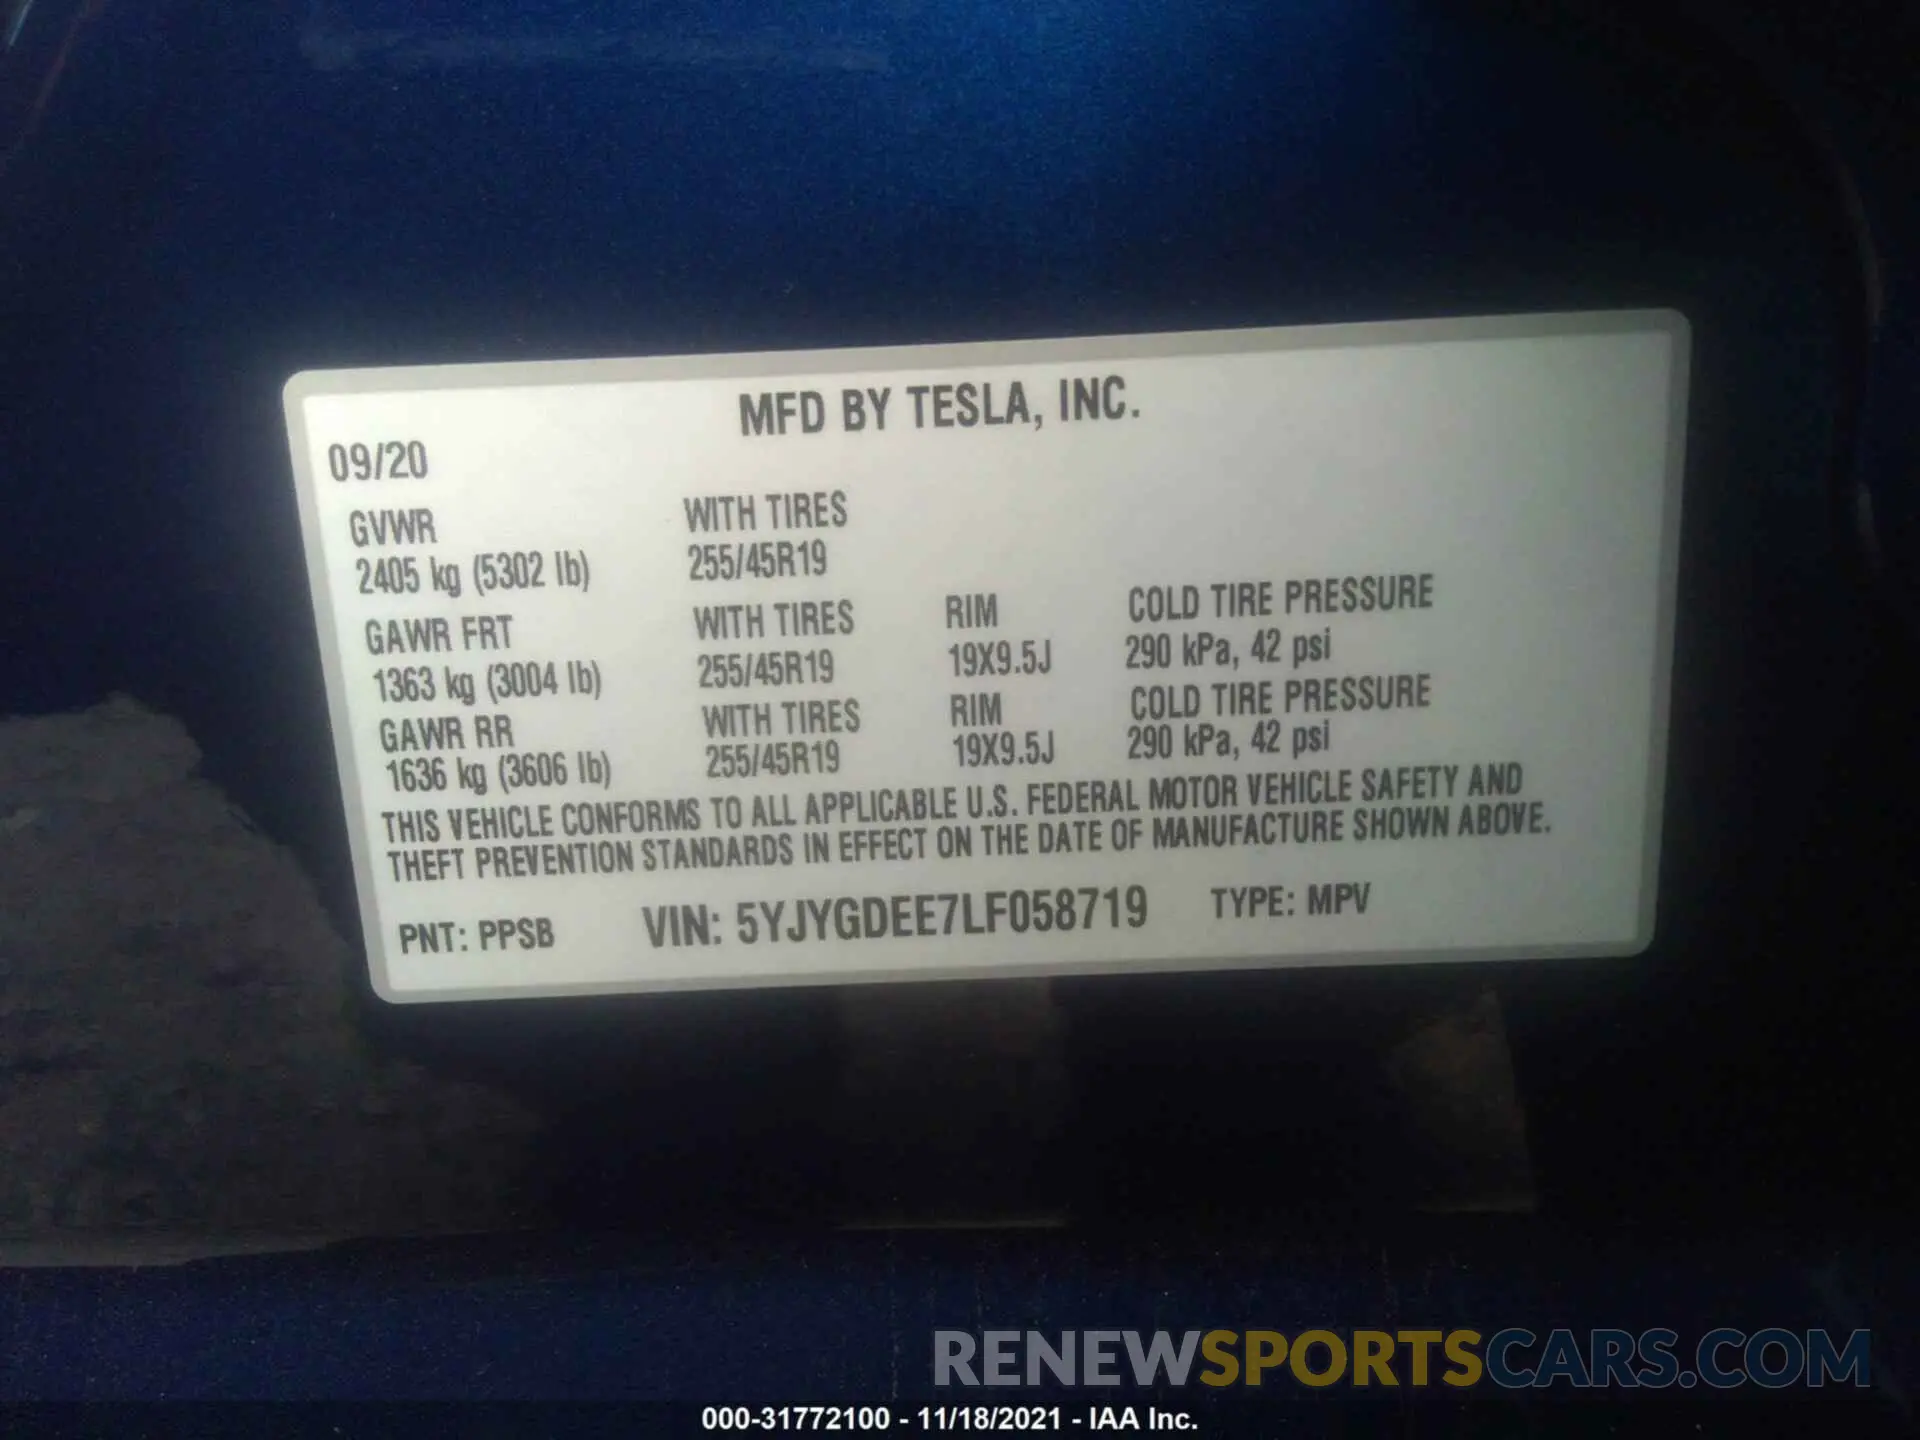 MFD BY TESLA, INC.
09/20
GVWR WITH TIRES
2405 kg (5302 lb) 255/45R19
GAWR FRT WITH TIRES RIM COLD TIRE PRESSURE
1363 kg (3004 lb) 255/45R19 19X9.5J 290 kPa, 42 psi
GAWR RR WITH TIRES RIM COLD TIRE PRESSURE
1636 kg (3606 lb) 255/45R19 19X9.5J 290 kPa, 42 psi
THIS VEHICLE CONFORMS TO ALL APPLICABLE U.S. FEDERAL MOTOR VEHICLE SAFETY AND
THEFT PREVENTION STANDARDS IN EFFECT ON THE DATE OF MANUFACTURE SHOWN ABOVE.
PNT: PPSB VIN: 5YJYGDEE7LF058719 TYPE: MPV
RENEWSPORTSCARS.COM
000-31772100 - 11/18/2021 - IAA Inc.